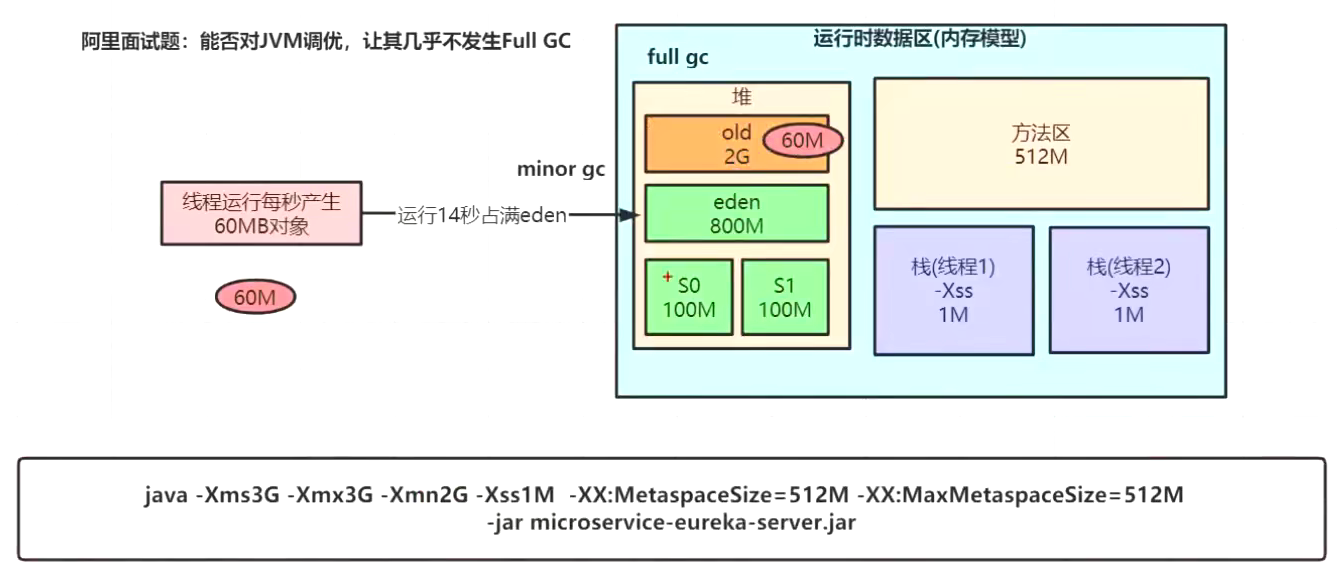 阿里面试题：能否对JVM调优，让其几乎不发生Full GC
运行时数据区(内存模型)
full gc
堆
old
2G
60M
minor gc
线程运行每秒产生
60MB对象
运行14秒占满eden
eden
800M
60M
S0
100M
S1
100M
方法区
512M
栈(线程1)
-Xss
1M
栈(线程2)
-Xss
1M
java -Xms3G -Xmx3G -Xmn2G -Xss1M -XX:MetaspaceSize=512M -XX:MaxMetaspaceSize=512M
-jar microservice-eureka-server.jar